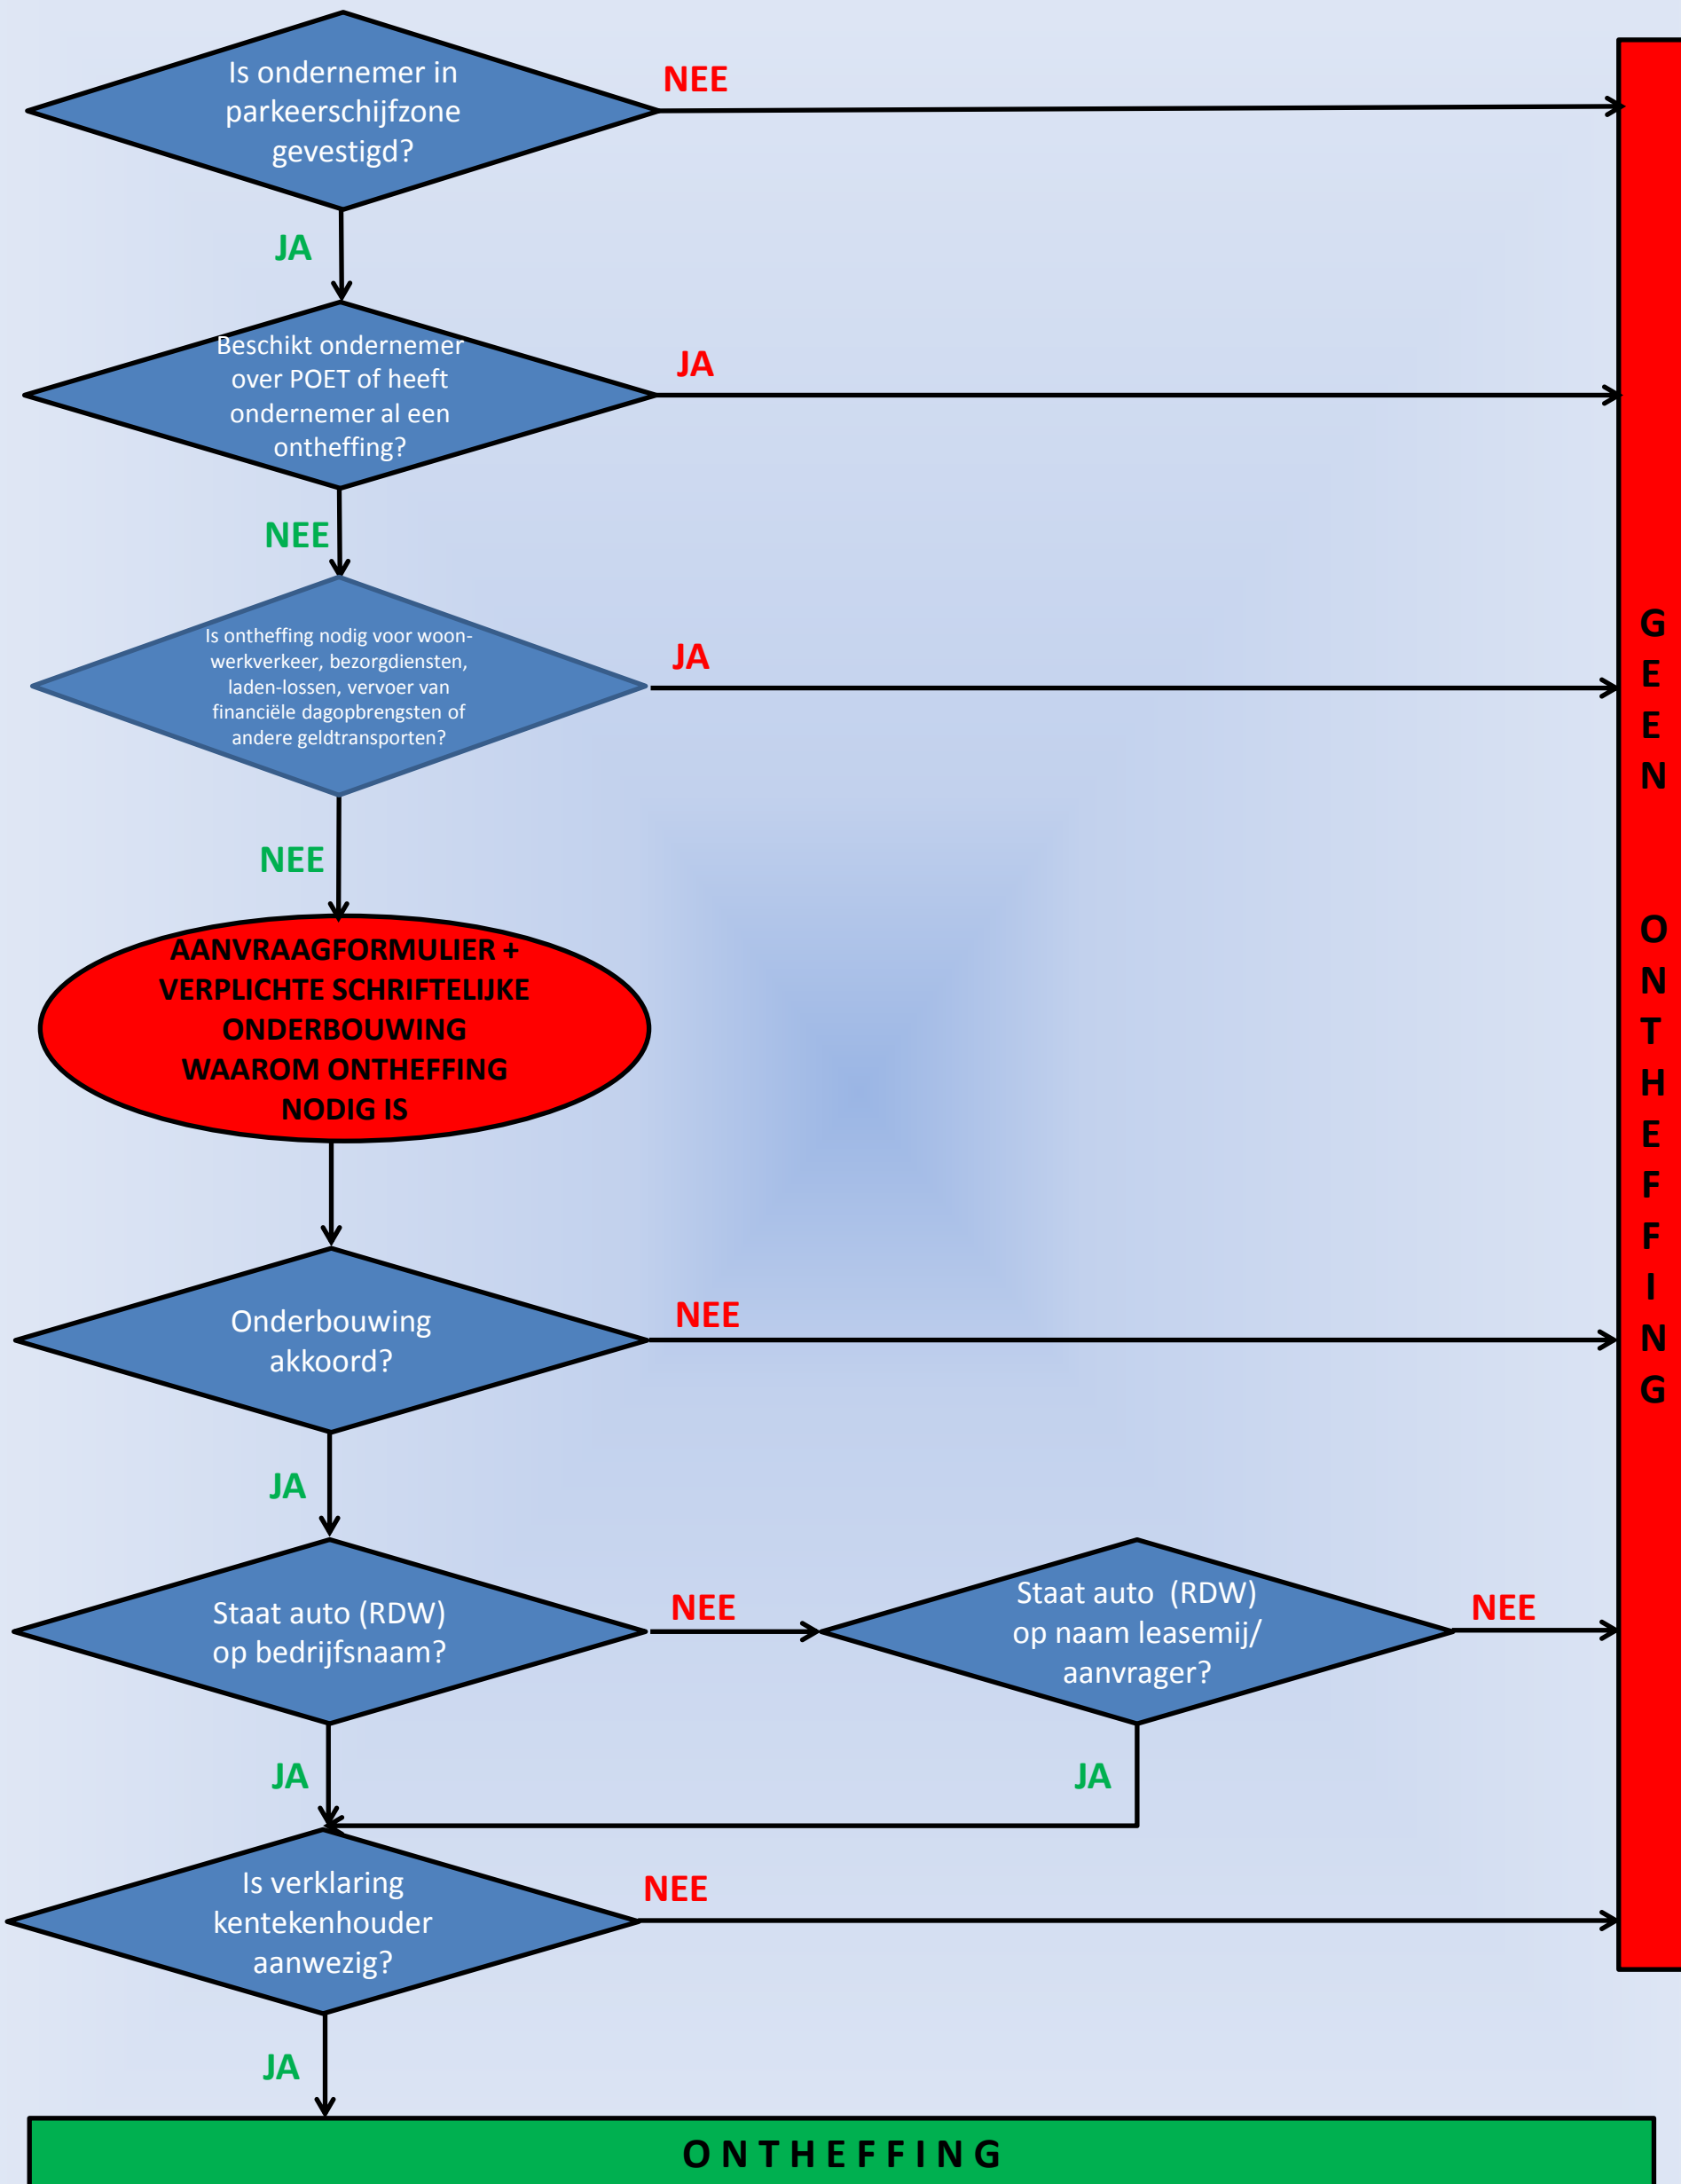 Is ondernemer in
parkeerschijfzone
gevestigd?
NEE
JA
Beschikt ondernemer
over POET of heeft
ondernemer al een
ontheffing?
JA
NEE
Is ontheffing nodig voor woon-
werkverkeer, bezorgdiensten,
laden-lossen, vervoer van
financiële dagopbrengsten of
andere geldtransporten?
JA
NEE
AANVRAAGFORMULIER +
VERPLICHTE SCHRIFTELIJKE
ONDERBOUWING
WAAROM ONTHEFFING
NODIG IS
Onderbouwing
akkoord?
NEE
JA
Staat auto (RDW)
op bedrijfsnaam?
NEE
Staat auto (RDW)
op naam leasemij/
aanvrager?
NEE
JA
JA
Is verklaring
kentekenhouder
aanwezig?
NEE
JA
G
E
E
N
O
N
T
H
E
F
F
I
N
G
O N T H E F F I N G